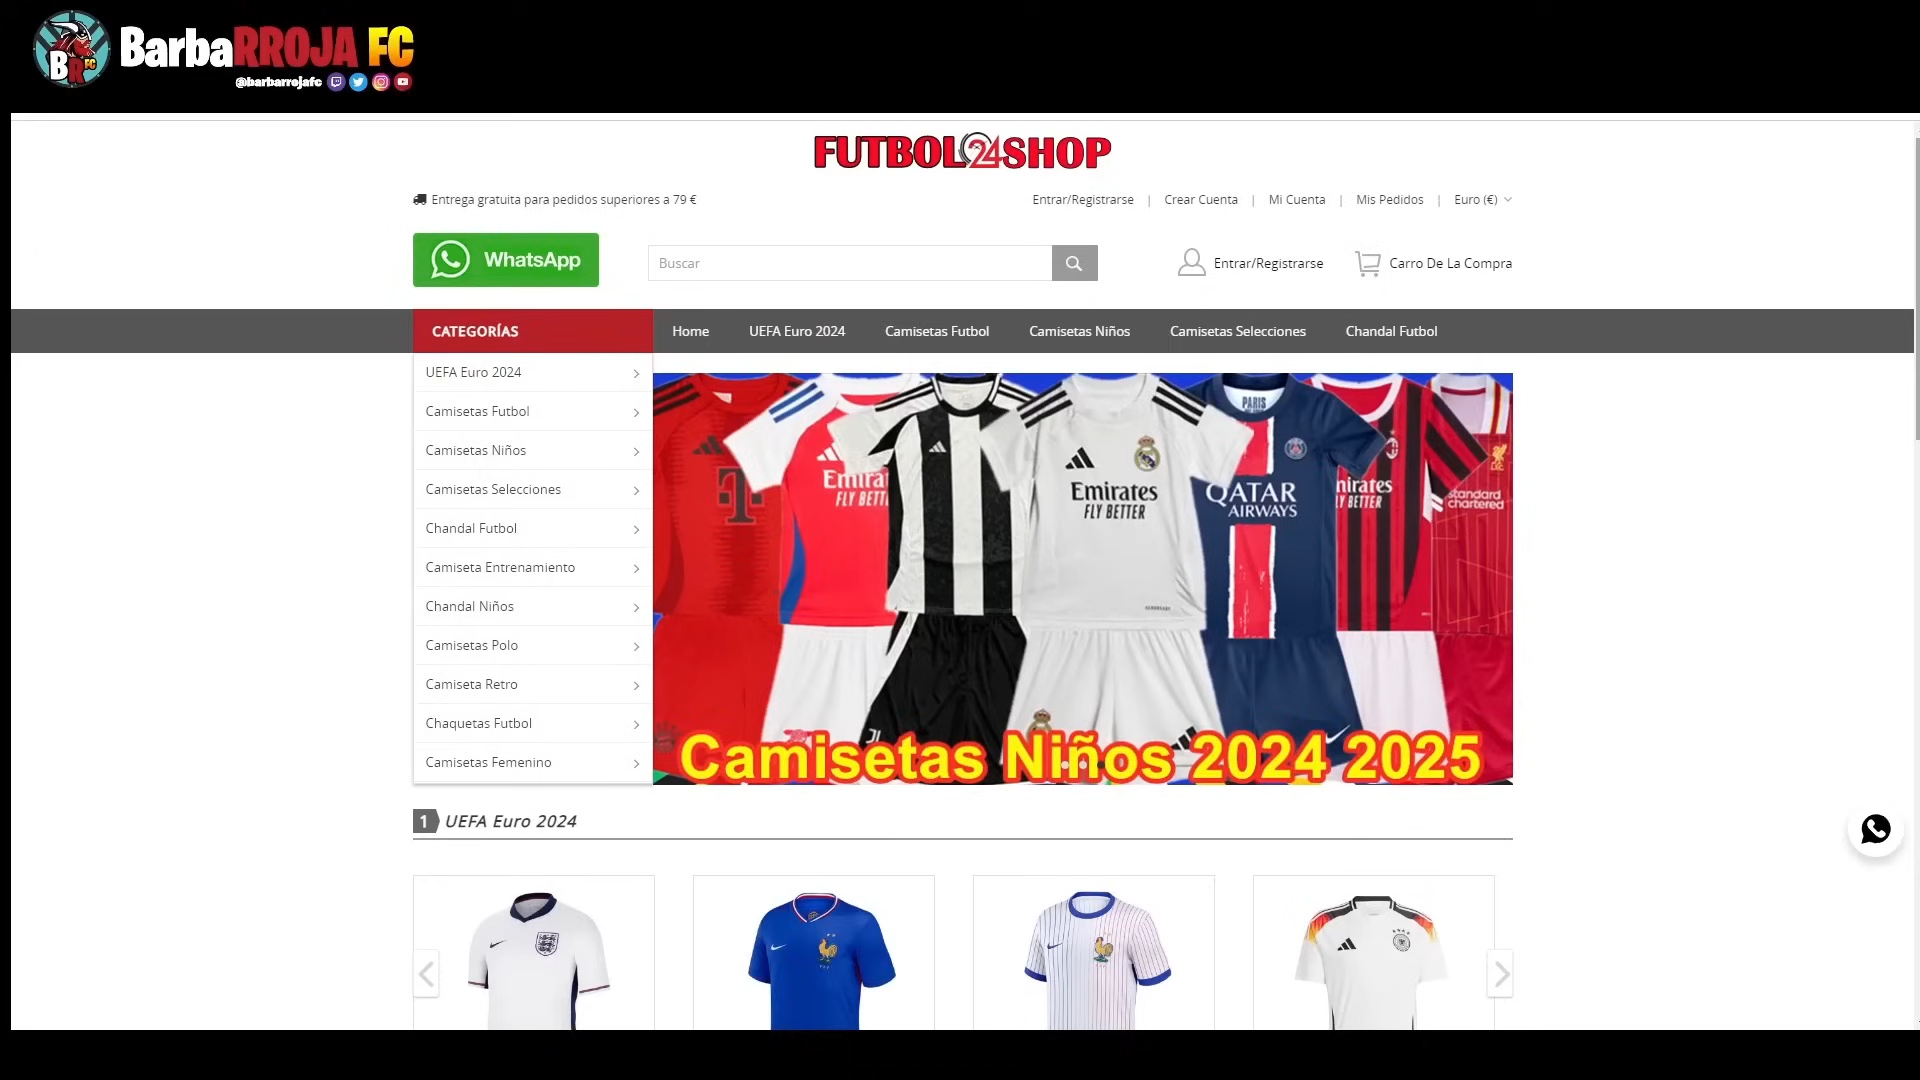 BarbaRROJA FC
@barbarrojafc
FUTBOL24SHOP
Entrega gratuita para pedidos superiores a 79 €
Entrar/Registrarse | Crear Cuenta | Mi Cuenta | Mis Pedidos | Euro (€)
WhatsApp
Buscar
Entrar/Registrarse
Carro De La Compra
CATEGORÍAS
Home
UEFA Euro 2024
Camisetas Futbol
Camisetas Niños
Camisetas Selecciones
Chandal Futbol
UEFA Euro 2024
Camisetas Futbol
Camisetas Niños
Camisetas Selecciones
Chandal Futbol
Camiseta Entrenamiento
Chandal Niños
Camisetas Polo
Camiseta Retro
Chaquetas Futbol
Camisetas Femenino
PARIS
T
Emirates
FLY BETTER
QATAR
AIRWAYS
FLY BETTER
standard
chartered
Camisetas Niños 2024 2025
1 UEFA Euro 2024